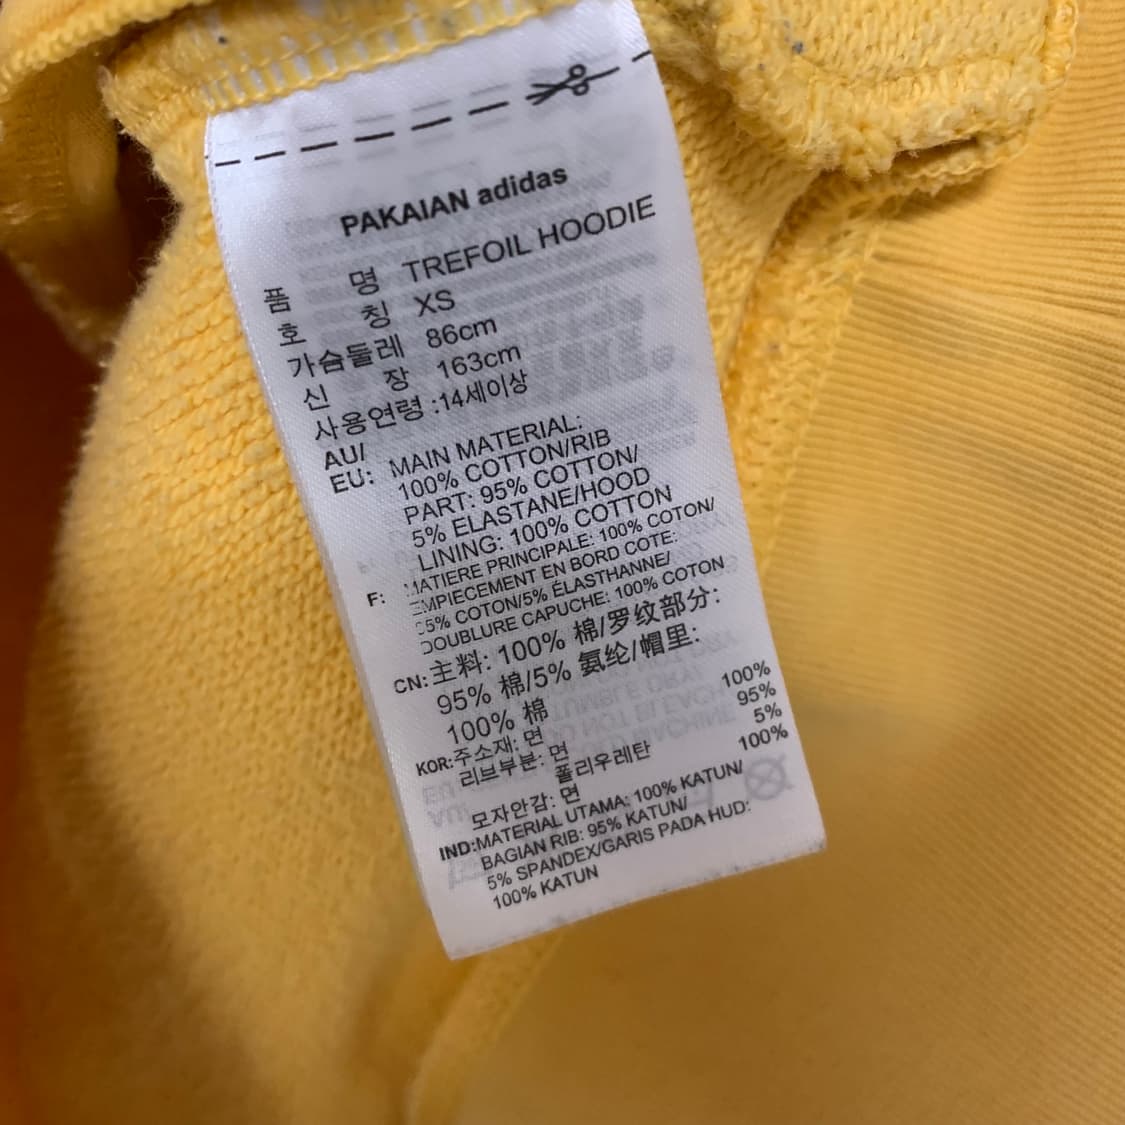 PAKAIAN adidas
품 명 TREFOIL HOODIE
호 칭 XS
가슴둘레 86cm
신 장 163cm
사용연령 :14세이상
AU/
EU: MAIN MATERIAL:
100% COTTON/RIB
PART: 95% COTTON/
5% ELASTANE/HOOD
LINING: 100% COTTON
F: MATIERE PRINCIPALE: 100% COTON/
EMPIECEMENT EN BORD COTE:
95% COTON/5% ÉLASTHANNE/
DOUBLURE CAPUCHE: 100% COTON
CN: 主料: 100% 棉/罗纹部分:
95% 棉/5% 氨纶/帽里:
100% 棉
KOR: 주소재: 면 100%
리브부분: 면 95%
폴리우레탄 5%
모자안감: 면 100%
IND: MATERIAL UTAMA: 100% KATUN/
BAGIAN RIB: 95% KATUN/
5% SPANDEX/GARIS PADA HUD:
100% KATUN